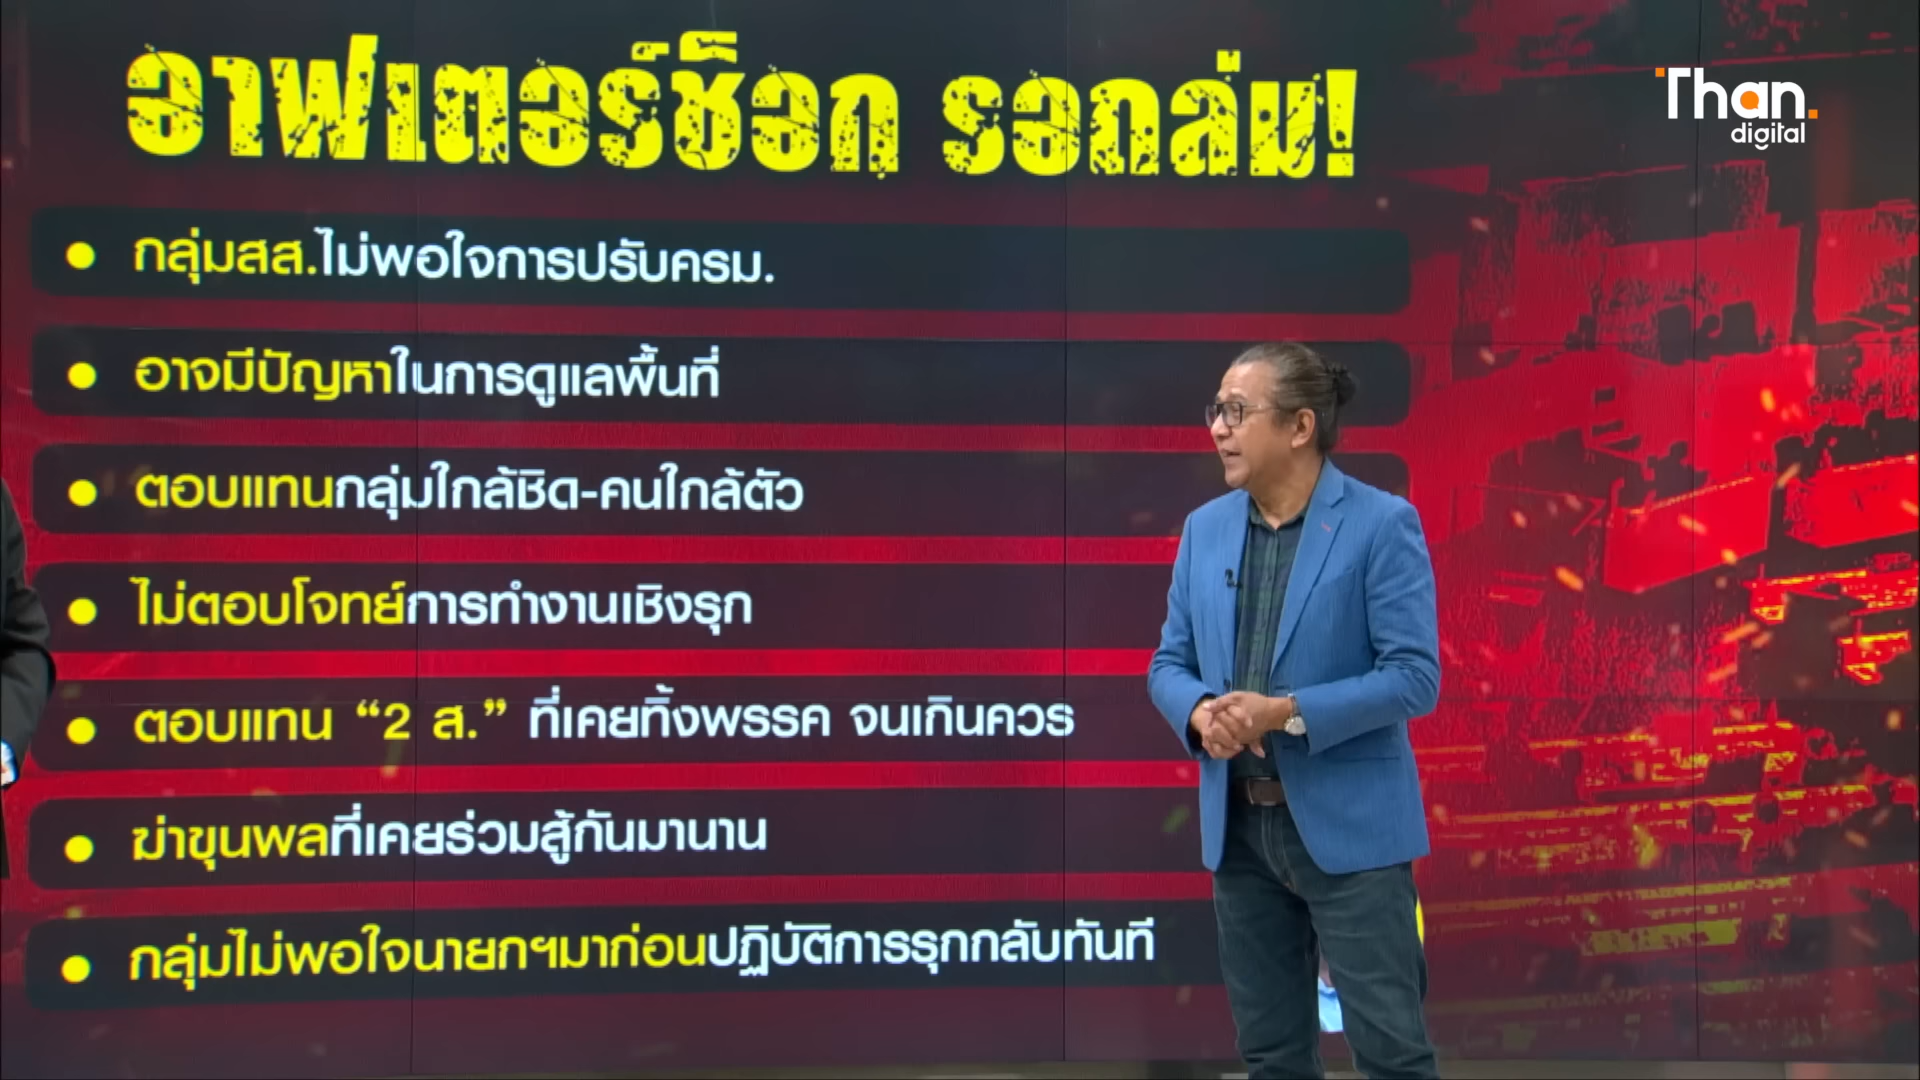 อาฟเตอร์ช็อก รอถล่ม!
Than.
digital
• กลุ่มสส.ไม่พอใจการปรับครม.
• อาจมีปัญหาในการดูแลพื้นที่
• ตอบแทนกลุ่มใกล้ชิด-คนใกล้ตัว
• ไม่ตอบโจทย์การทำงานเชิงรุก
• ตอบแทน “2 ส.” ที่เคยทิ้งพรรค จนเกินควร
• ฆ่าขุนพลที่เคยร่วมสู้กันมานาน
• กลุ่มไม่พอใจนายกฯมาก่อนปฏิบัติการรุกกลับทันที